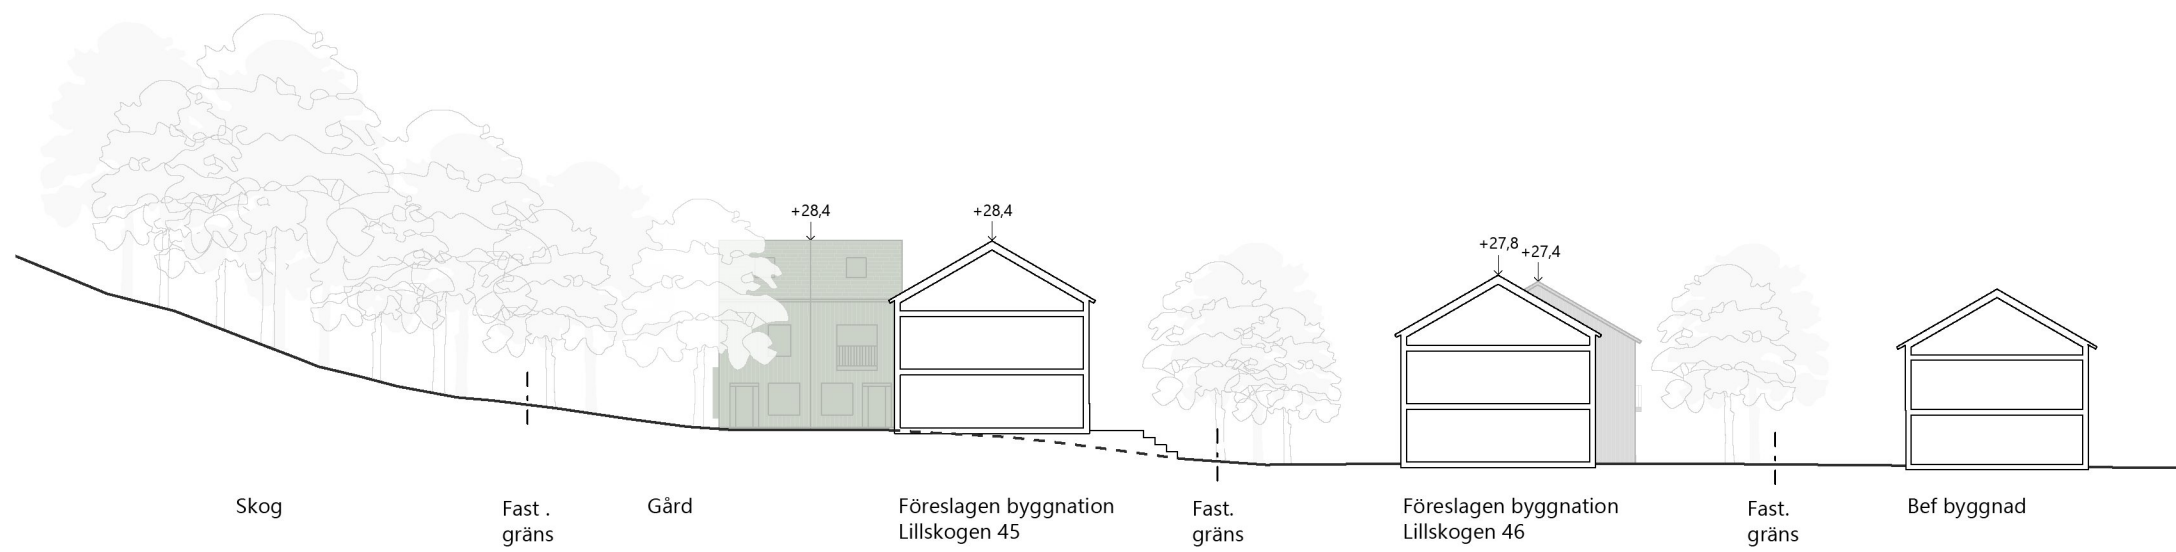 +28,4
+28,4
+27,8
+27,4
Skog
Fast .
gräns
Gård
Föreslagen byggnation
Lillskogen 45
Fast.
gräns
Föreslagen byggnation
Lillskogen 46
Fast.
gräns
Bef byggnad